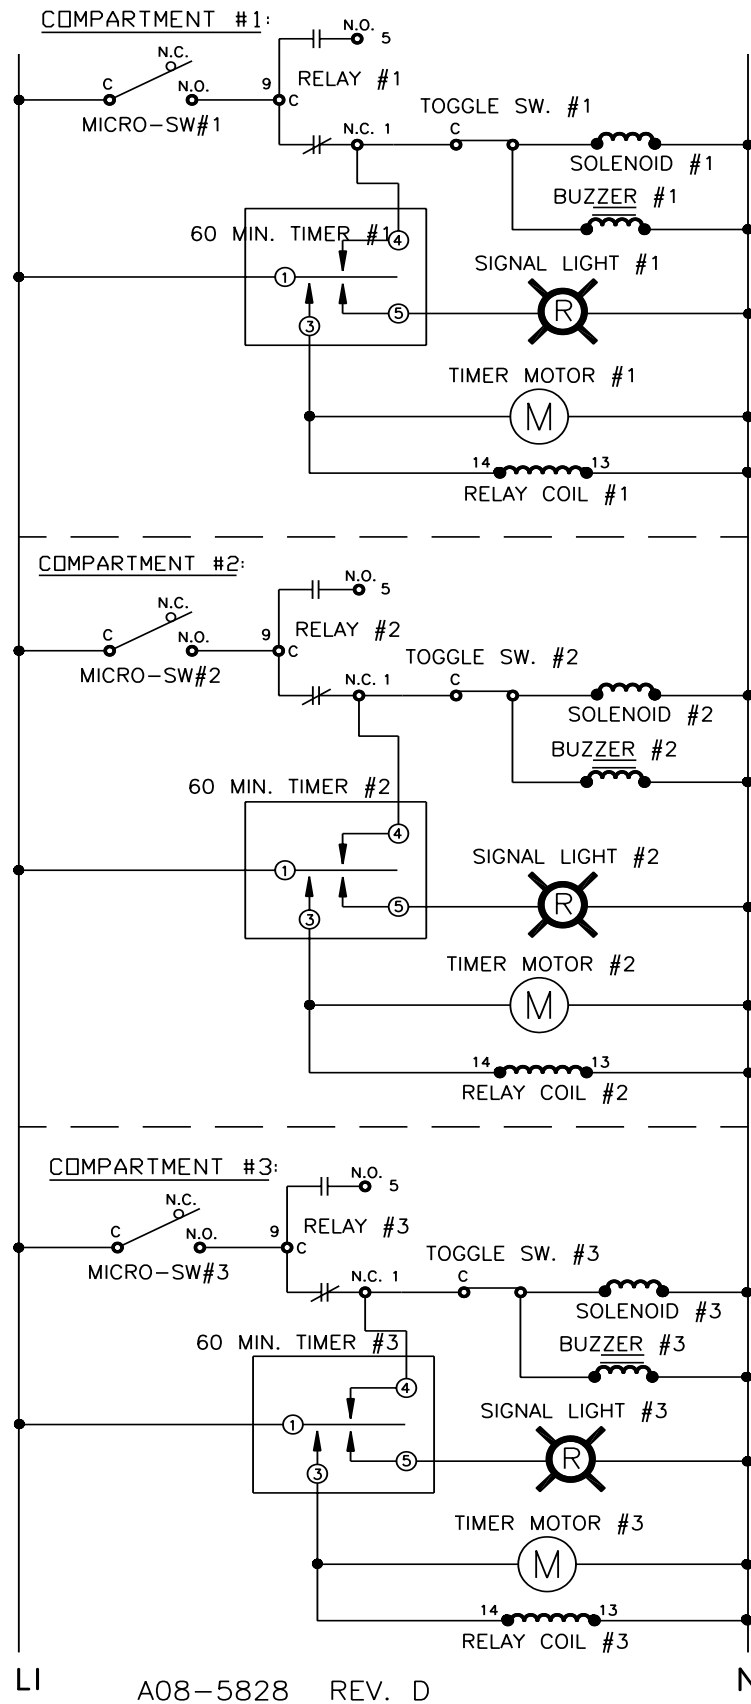 COMPARTMENT #1:
N.O. 5
N.C.
RELAY #1
C
N.O.
9
C
TOGGLE SW. #1
MICRO-SW#1
N.C. 1
C
SOLENOID #1
BUZZER #1
60 MIN. TIMER #1
4
SIGNAL LIGHT #1
1
R
5
3
TIMER MOTOR #1
M
14
13
RELAY COIL #1
COMPARTMENT #2:
N.O. 5
N.C.
RELAY #2
C
N.O.
9
C
TOGGLE SW. #2
MICRO-SW#2
N.C. 1
C
SOLENOID #2
BUZZER #2
60 MIN. TIMER #2
4
SIGNAL LIGHT #2
1
R
5
3
TIMER MOTOR #2
M
14
13
RELAY COIL #2
COMPARTMENT #3:
N.O. 5
N.C.
RELAY #3
C
N.O.
9
C
TOGGLE SW. #3
MICRO-SW#3
N.C. 1
C
SOLENOID #3
BUZZER #3
60 MIN. TIMER #3
4
SIGNAL LIGHT #3
1
R
5
3
TIMER MOTOR #3
M
14
13
RELAY COIL #3
L1
N
A08-5828 REV. D